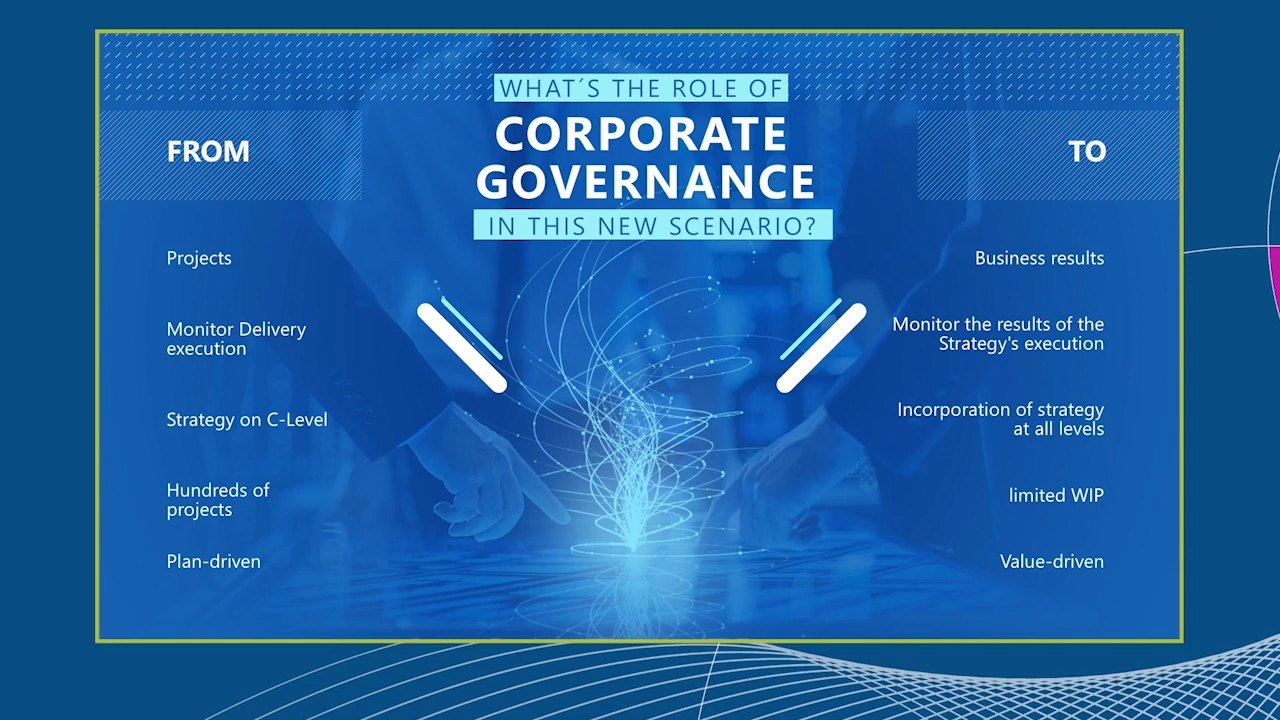 WHAT´S THE ROLE OF
CORPORATE
GOVERNANCE
IN THIS NEW SCENARIO?
FROM
TO
Projects
Business results
Monitor Delivery
execution
Monitor the results of the
Strategy's execution
Strategy on C-Level
Incorporation of strategy
at all levels
Hundreds of
projects
limited WIP
Plan-driven
Value-driven